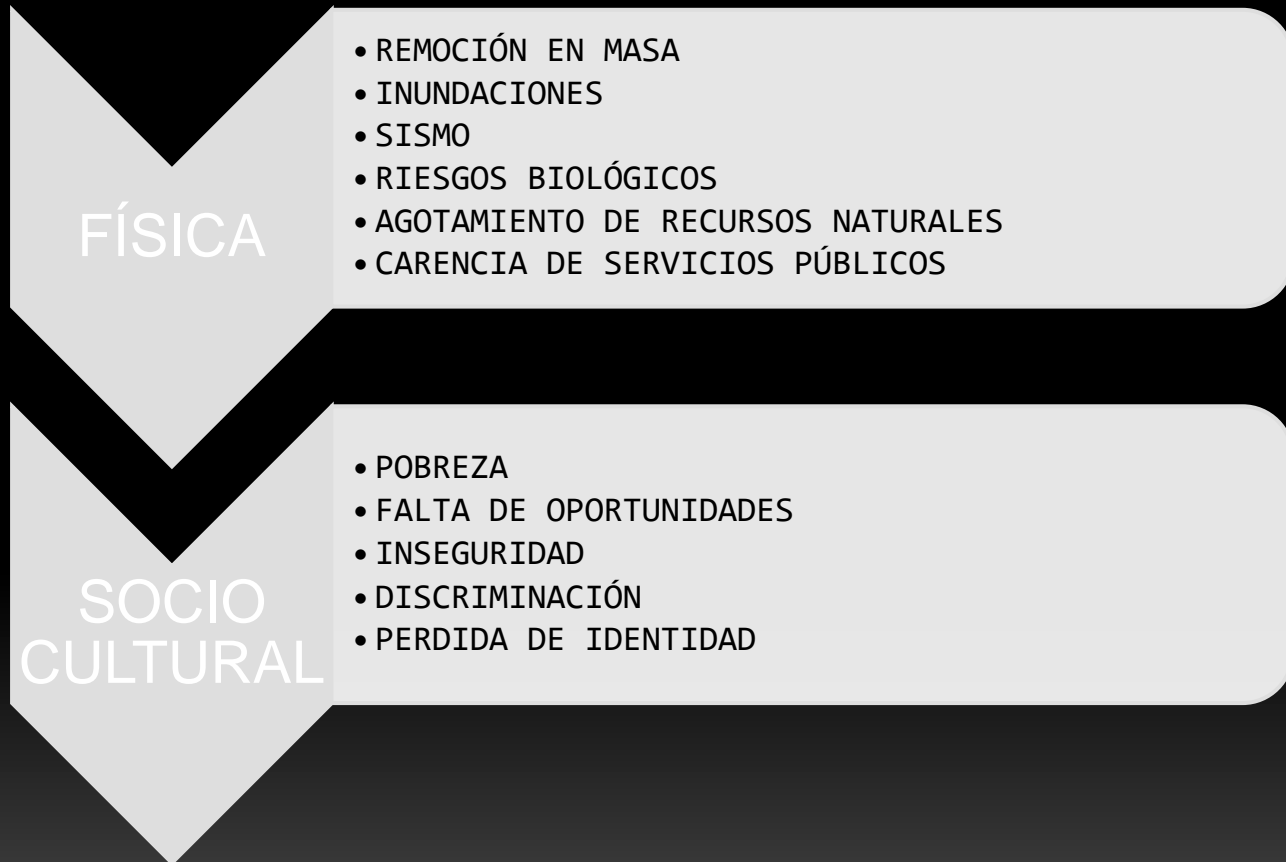 FÍSICA
• REMOCIÓN EN MASA
• INUNDACIONES
• SISMO
• RIESGOS BIOLÓGICOS
• AGOTAMIENTO DE RECURSOS NATURALES
• CARENCIA DE SERVICIOS PÚBLICOS
SOCIO
CULTURAL
• POBREZA
• FALTA DE OPORTUNIDADES
• INSEGURIDAD
• DISCRIMINACIÓN
• PERDIDA DE IDENTIDAD